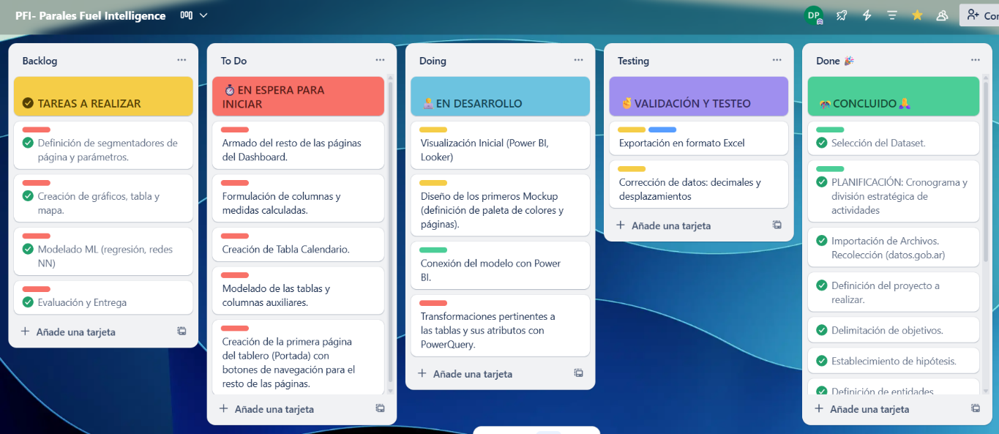 PFI- Parales Fuel Intelligence
DP
Con
Backlog
TAREAS A REALIZAR
Definición de segmentadores de
página y parámetros.
Creación de gráficos, tabla y
mapa.
Modelado ML (regresión, redes
NN)
Evaluación y Entrega
Añade una tarjeta
To Do
EN ESPERA PARA
INICIAR
Armado del resto de las páginas
del Dashboard.
Formulación de columnas y
medidas calculadas.
Creación de Tabla Calendario.
Modelado de las tablas y
columnas auxiliares.
Creación de la primera página
del tablero (Portada) con
botones de navegación para el
resto de las páginas.
Añade una tarjeta
Doing
EN DESARROLLO
Visualización Inicial (Power BI,
Looker)
Diseño de los primeros Mockup
(definición de paleta de colores y
páginas).
Conexión del modelo con Power
BI.
Transformaciones pertinentes a
las tablas y sus atributos con
PowerQuery.
Añade una tarjeta
Testing
VALIDACIÓN Y TESTEO
Exportación en formato Excel
Corrección de datos: decimales y
desplazamientos
Añade una tarjeta
Done 🎉
CONCLUIDO
Selección del Dataset.
PLANIFICACIÓN: Cronograma y
división estratégica de
actividades
Importación de Archivos.
Recolección (datos.gob.ar)
Definición del proyecto a
realizar.
Delimitación de objetivos.
Establecimiento de hipótesis.
Definición de entidades
Añade una tarjeta